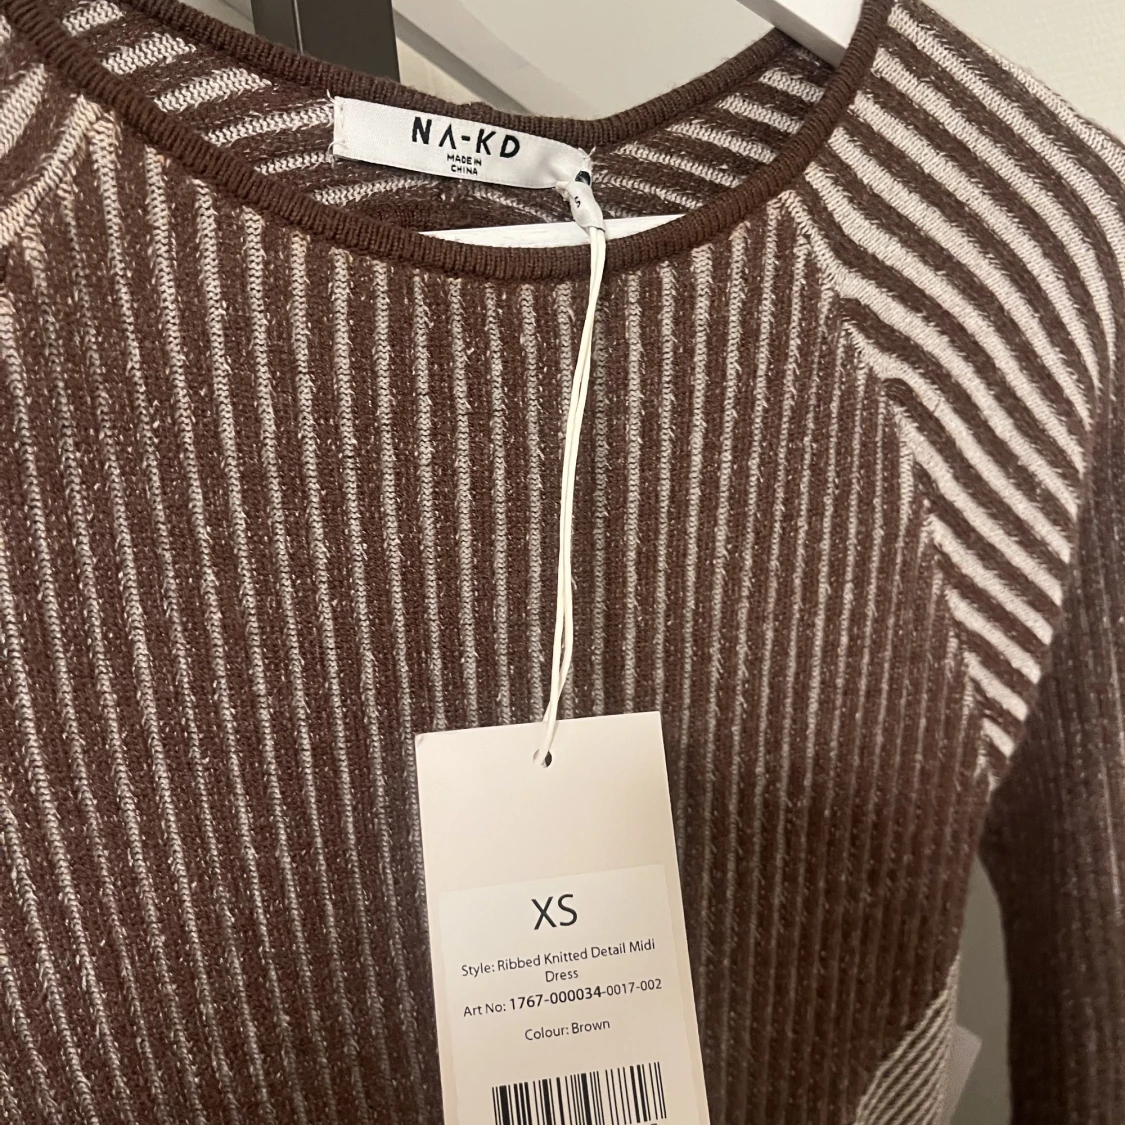 NA-KD
MADE IN
CHINA
S
XS
Style: Ribbed Knitted Detail Midi
Dress
Art No: 1767-000034-0017-002
Colour: Brown